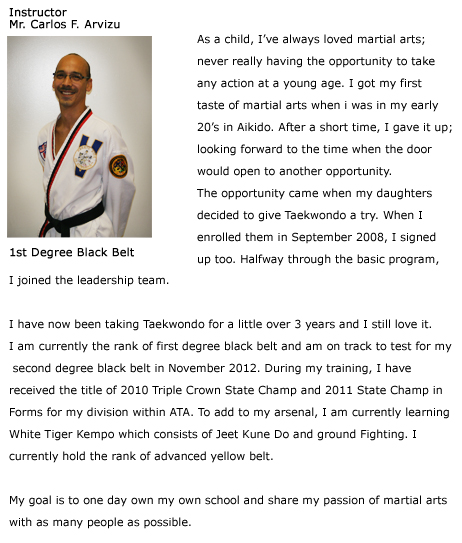 Instructor
Mr. Carlos F. Arvizu
As a child, I've always loved martial arts;
never really having the opportunity to take
any action at a young age. I got my first
taste of martial arts when i was in my early
20's in Aikido. After a short time, I gave it up;
looking forward to the time when the door
would open to another opportunity.
The opportunity came when my daughters
decided to give Taekwondo a try. When I
enrolled them in September 2008, I signed
up too. Halfway through the basic program,
1st Degree Black Belt
I joined the leadership team.
I have now been taking Taekwondo for a little over 3 years and I still love it.
I am currently the rank of first degree black belt and am on track to test for my
second degree black belt in November 2012. During my training, I have
received the title of 2010 Triple Crown State Champ and 2011 State Champ in
Forms for my division within ATA. To add to my arsenal, I am currently learning
White Tiger Kempo which consists of Jeet Kune Do and ground Fighting. I
currently hold the rank of advanced yellow belt.
My goal is to one day own my own school and share my passion of martial arts
with as many people as possible.